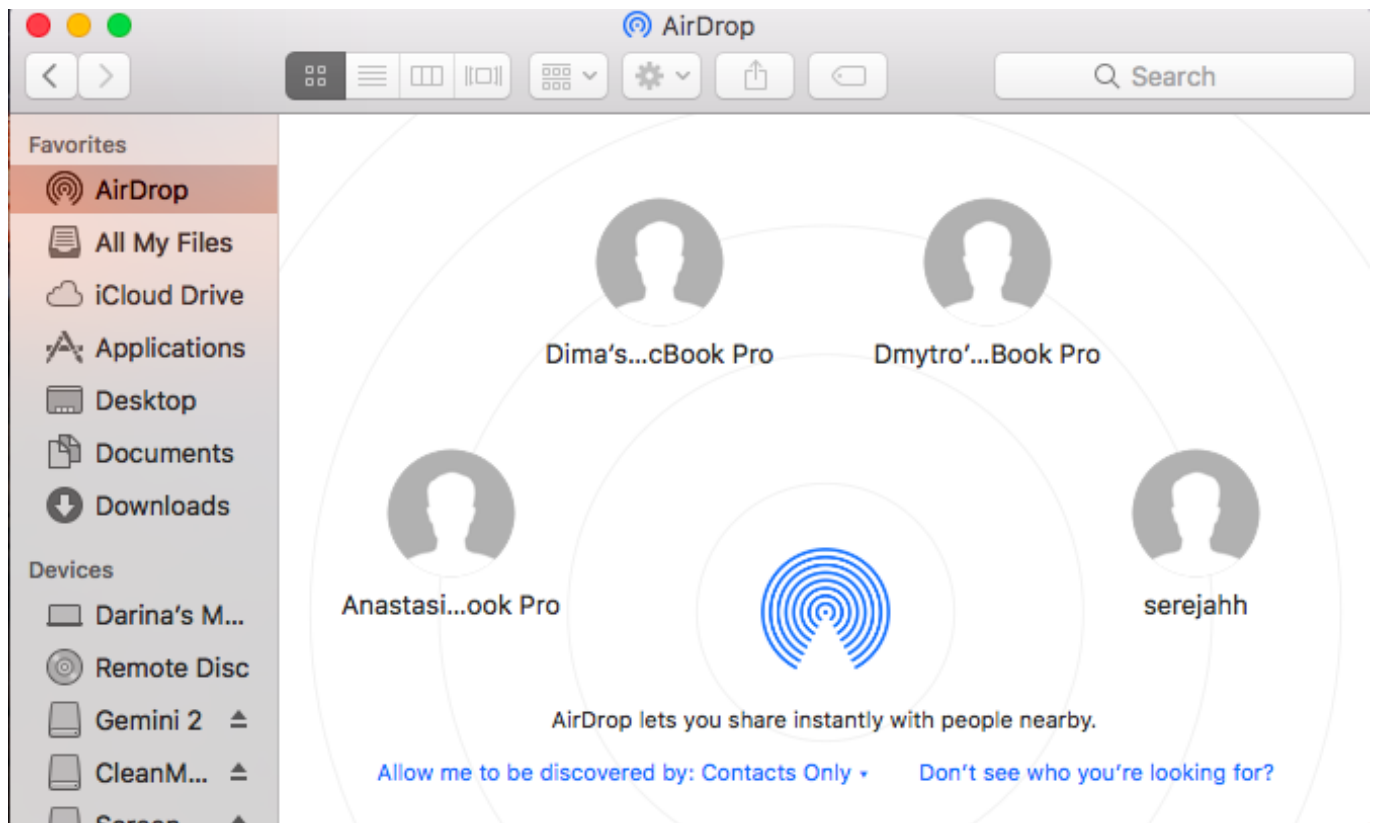 AirDrop
Search
Favorites
AirDrop
All My Files
iCloud Drive
Applications
Desktop
Documents
Downloads
Devices
Darina’s M...
Remote Disc
Gemini 2
CleanM...
Dima’s...cBook Pro
Dmytro’...Book Pro
Anastasi...ook Pro
serejahh
AirDrop lets you share instantly with people nearby.
Allow me to be discovered by: Contacts Only
Don’t see who you’re looking for?